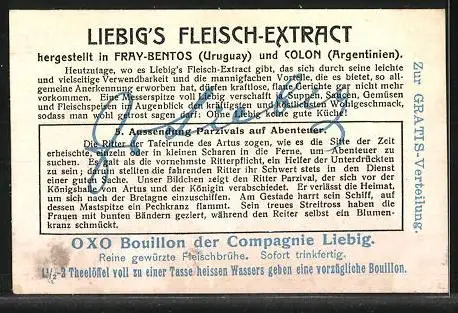 LIEBIG'S FLEISCH-EXTRACT
hergestellt in FRAY-BENTOS (Uruguay) und COLON (Argentinien).
Heutzutage, wo es Liebig's Fleisch-Extract gibt, das sich durch seine leichte
und vielseitige Verwendbarkeit und die mannigfachen Vorteile, die es bietet, so all-
gemeine Anerkennung erworben hat, dürfen kraftlose, flaue Gerichte gar nicht mehr
vorkommen. Eine Messerspitze voll Liebig verschafft Suppen, Saucen, Gemüsen
und Fleischspeisen im Augenblick den kräftigsten und köstlichsten Wohlgeschmack,
sodass man wohl getrost sagen darf: Ohne Liebig, keine gute Küche!
5. Aussendung Parzivals auf Abenteuer.
Die Ritter der Tafelrunde des Artus zogen, wie es die Sitte der Zeit
erheischte, einzeln oder in kleinen Scharen in die Ferne, um Abenteuer zu
suchen. Es galt als die vornehmste Ritterpflicht, ein Helfer der Unterdrückten
zu sein; darin stellten die fahrenden Ritter ihr Schwert stets in den Dienst
einer guten Sache. Unser Bildchen zeigt den Ritter Parzival, der sich vor der
Königshalle von Artus und der Königin verabschiedet. Er verlässt die Heimat,
um sich nach der Bretagne einzuschiffen. Am Gestade harrt sein Schiff, auf
dessen Mastspitze ein Pechkranz flammt. Sein treues Streitross haben die
Frauen mit bunten Bändern geziert, während den Reiter selbst ein Blumen-
kranz schmückt.
Zur GRATIS-Verteilung.
J v Liebig
OXO Bouillon der Compagnie Liebig.
Reine gewürzte Fleischbrühe. Sofort trinkfertig.
1½-2 Theelöffel voll zu einer Tasse heissen Wassers geben eine vorzügliche Bouillon.